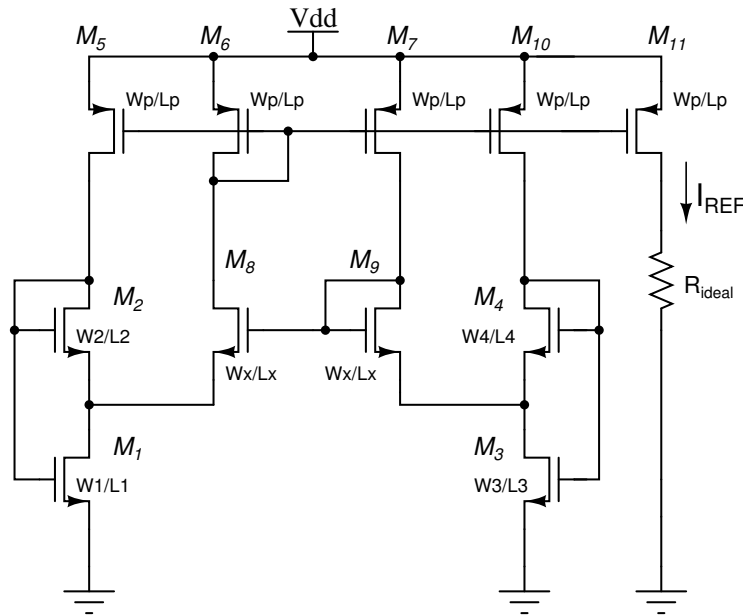 Vdd
M5 M6 M7 M10 M11
Wp/Lp Wp/Lp Wp/Lp Wp/Lp Wp/Lp
IREF
M8 M9
M2 M4
Rideal
W2/L2 W4/L4
Wx/Lx Wx/Lx
M1 M3
W1/L1 W3/L3